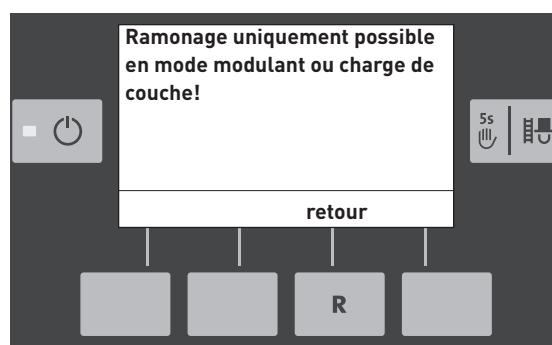 Ramonage uniquement possible
en mode modulant ou charge de
couche!
5s
retour
R